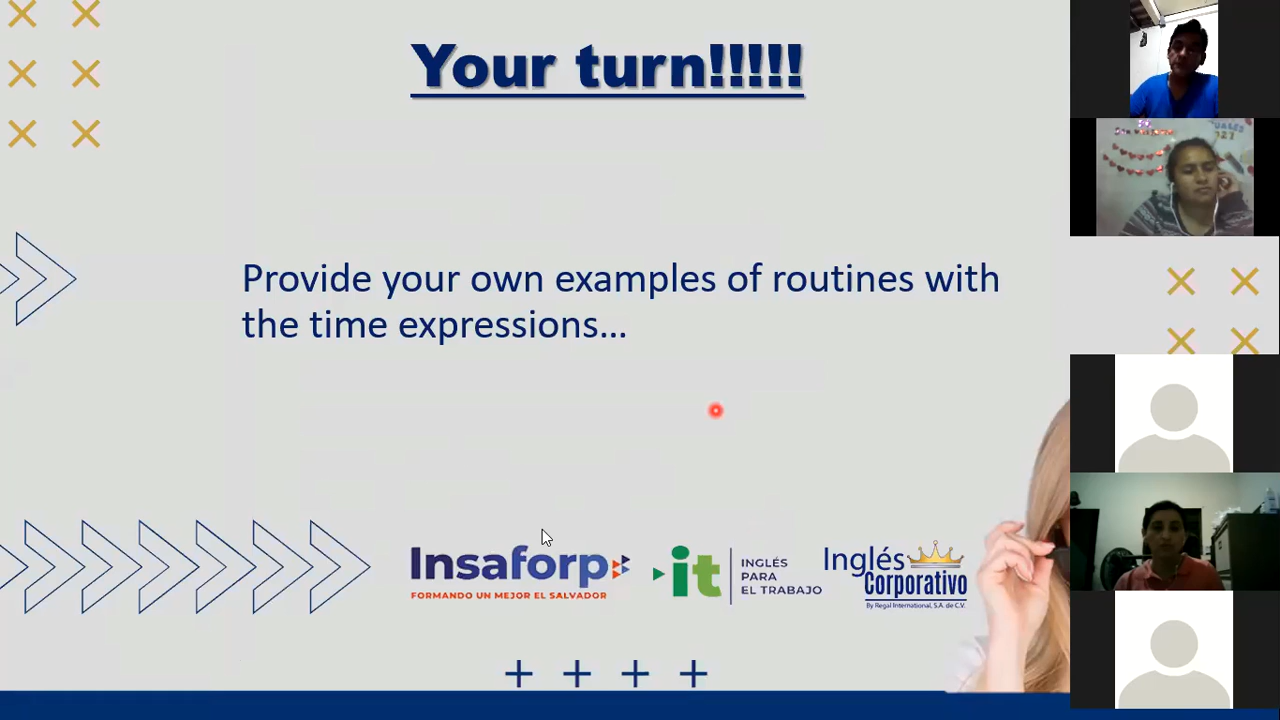 Your turn!!!!!
Provide your own examples of routines with
the time expressions...
Insaforp
FORMANDO UN MEJOR EL SALVADOR
it
INGLÉS
PARA
EL TRABAJO
Inglés
Corporativo
By Regal International, S.A. de C.V.